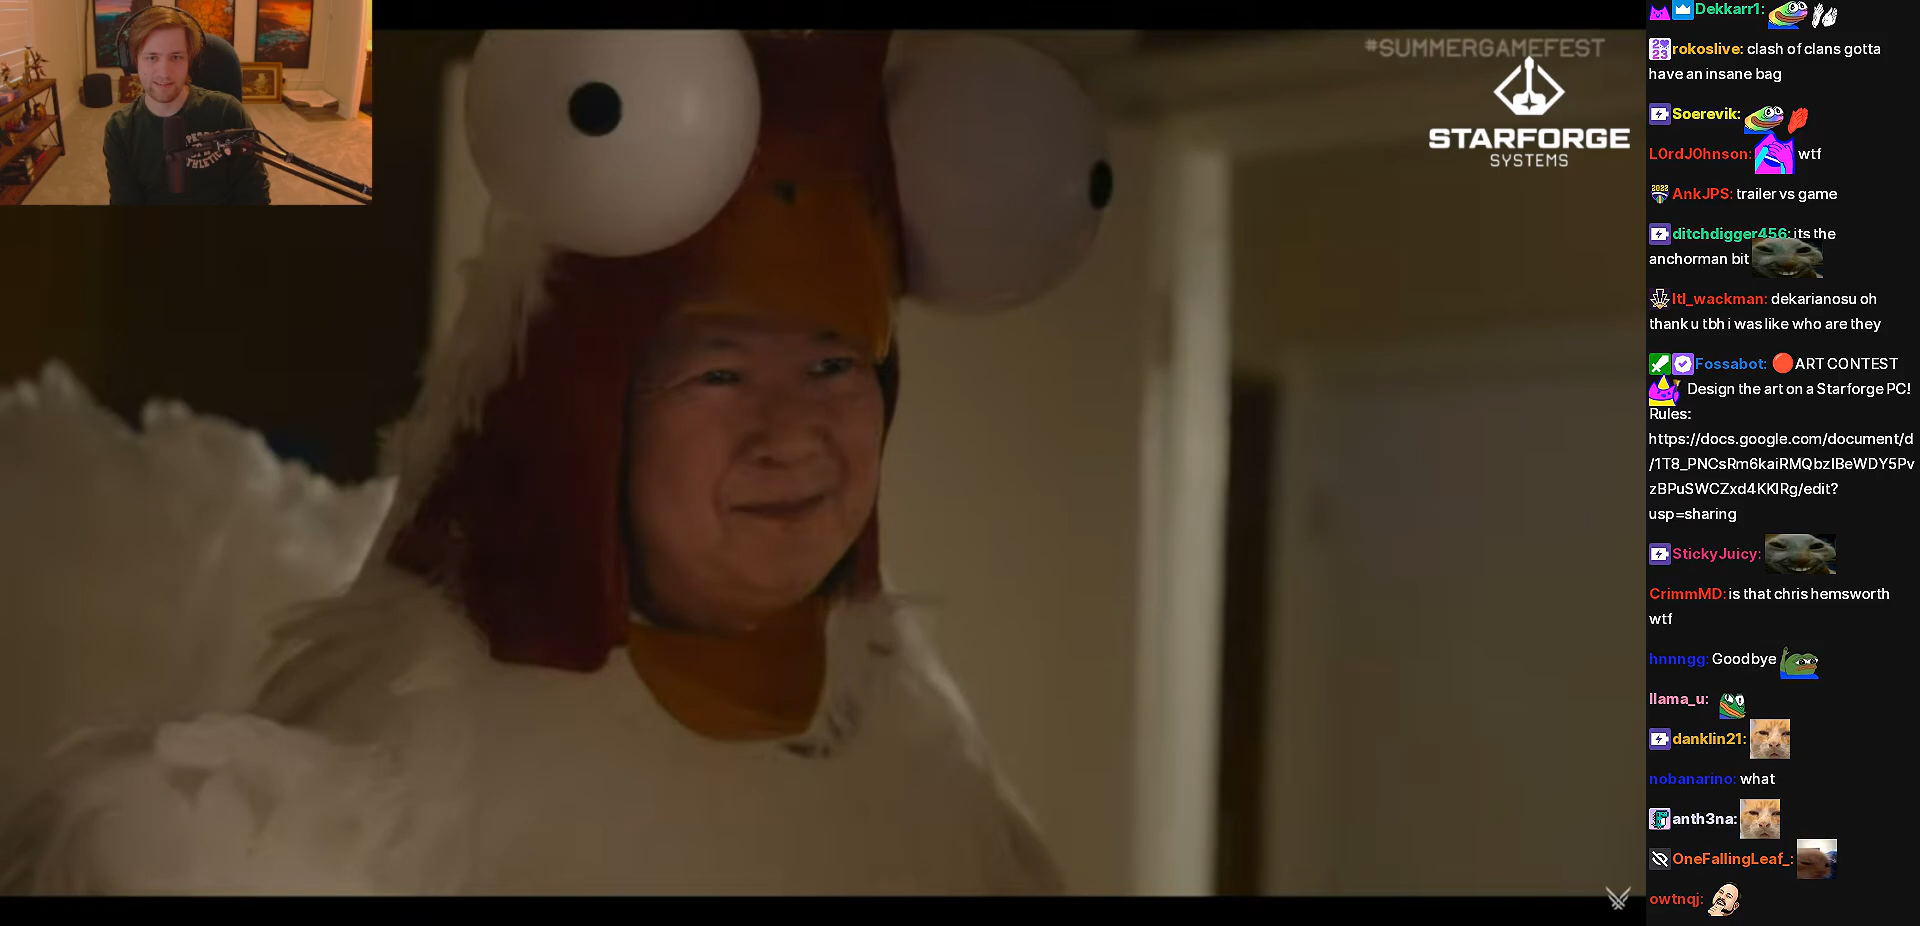 #SUMMERGAMEFEST
STARFORGE
SYSTEMS
Dekkarr1:
rokoslive: clash of clans gotta
have an insane bag
Soerevik:
L0rdJ0hnson: wtf
AnkJPS: trailer vs game
ditchdigger456: its the
anchorman bit
ltl_wackman: dekarianosu oh
thank u tbh i was like who are they
Fossabot: ART CONTEST
Design the art on a Starforge PC!
Rules:
https://docs.google.com/document/d
/1T8_PNCsRm6kaiRMQbzIBeWDY5Pv
zBPuSWCZxd4KKlRg/edit?
usp=sharing
StickyJuicy:
CrimmMD: is that chris hemsworth
wtf
hnnngg: Goodbye
llama_u:
danklin21:
nobanarino: what
anth3na:
OneFallingLeaf_:
owtnqj: